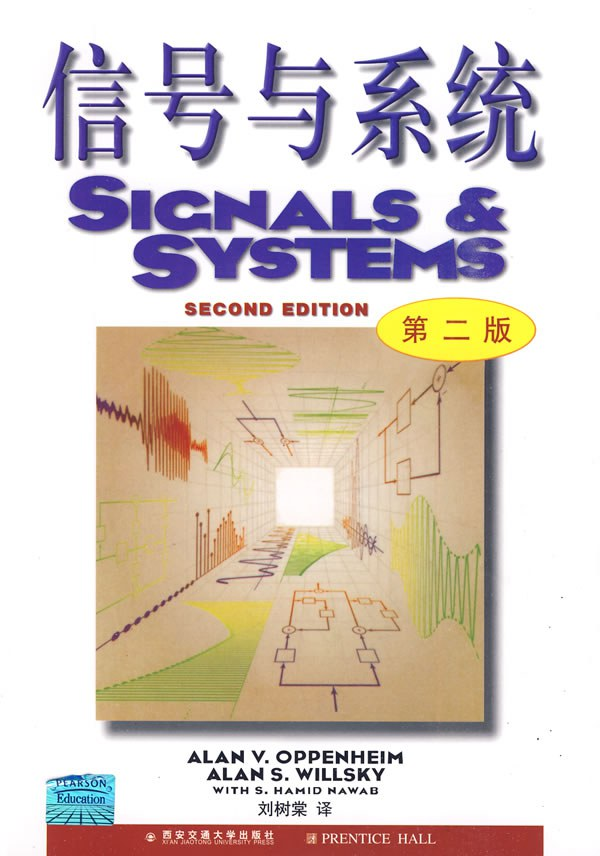 信号与系统
SIGNALS &
SYSTEMS
SECOND EDITION
第二版
ALAN V. OPPENHEIM
ALAN S. WILLSKY
WITH S. HAMID NAWAB
刘树棠 译
PEARSON
Education
西安交通大学出版社
XI'AN JIAOTONG UNIVERSITY PRESS
PRENTICE HALL